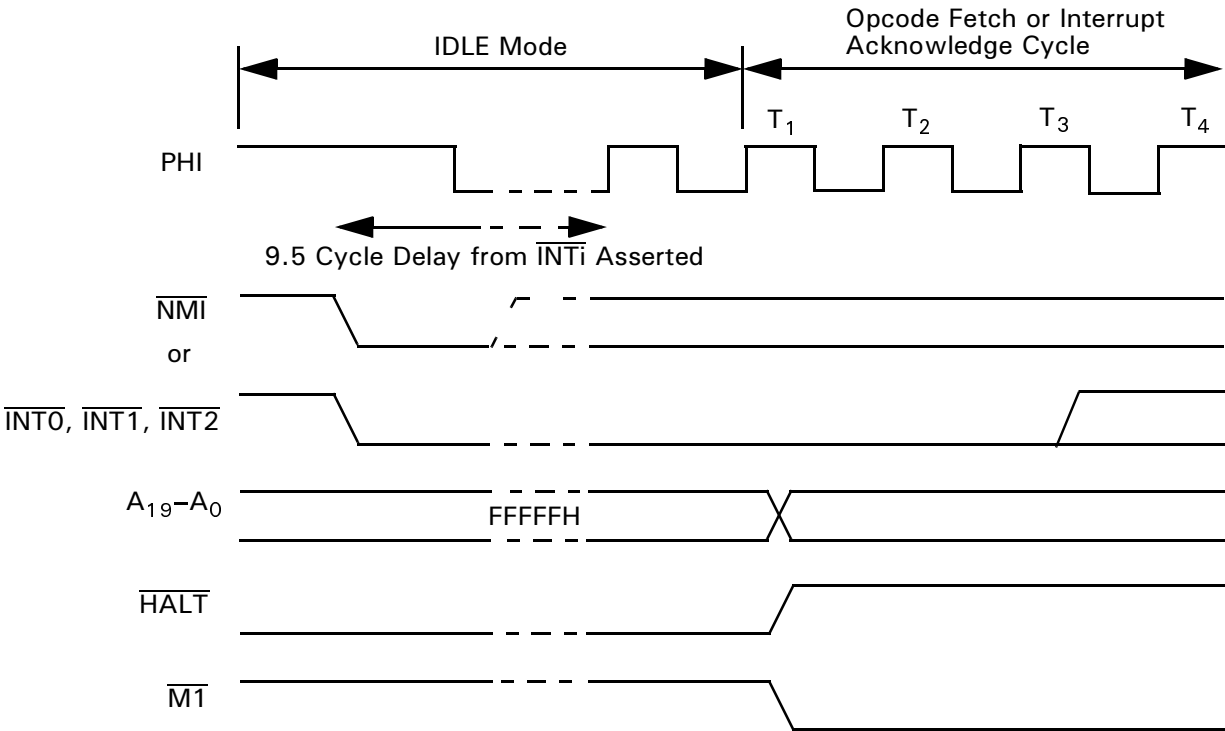 IDLE Mode
Opcode Fetch or Interrupt
Acknowledge Cycle
T1
T2
T3
T4
PHI
9.5 Cycle Delay from INTi Asserted
NMI
or
INT0, INT1, INT2
A19–A0
FFFFFH
HALT
M1